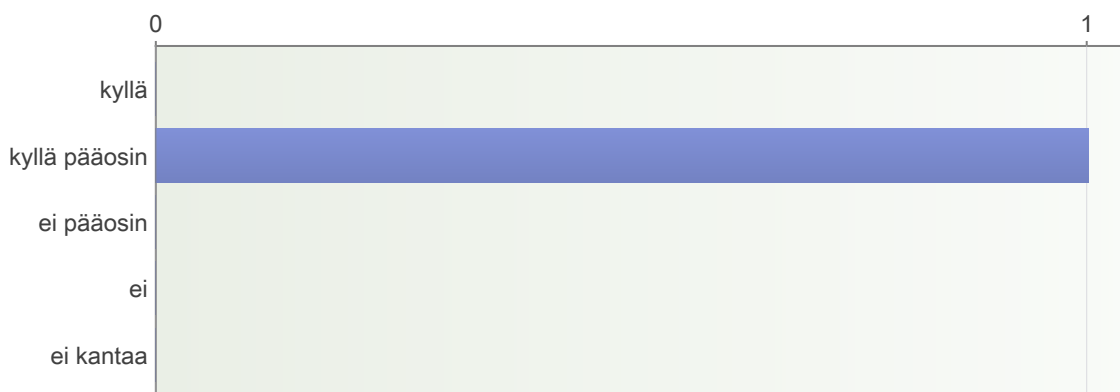 0 1
kyllä
kyllä pääosin
ei pääosin
ei
ei kantaa